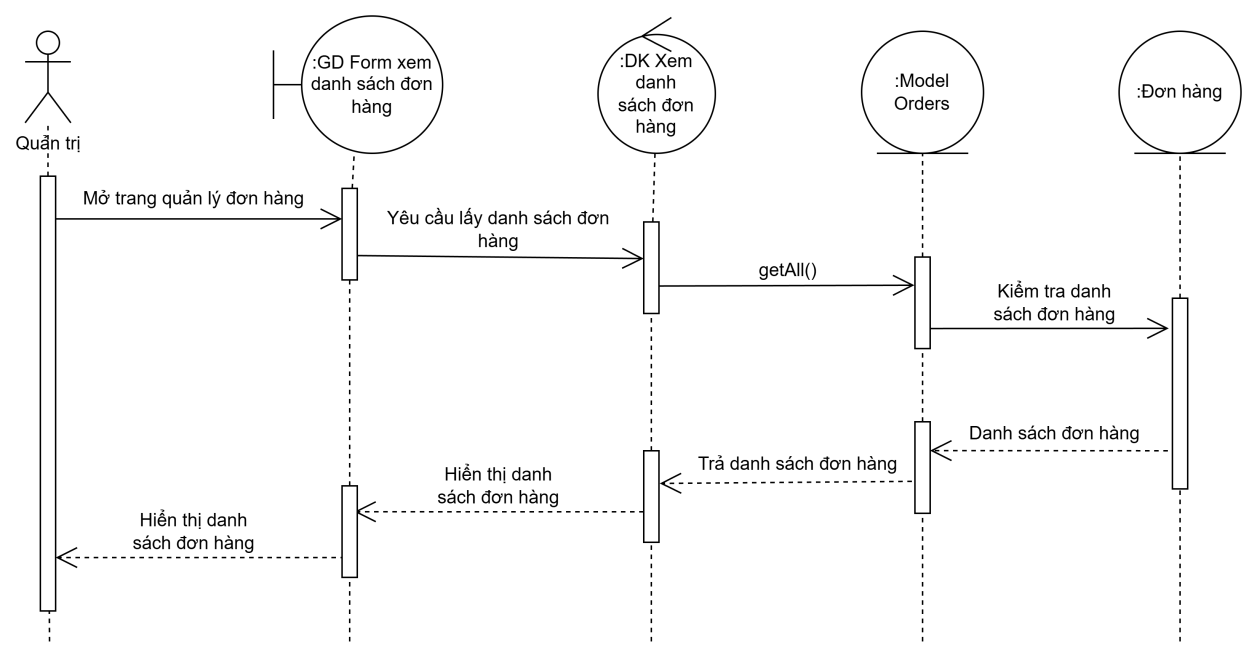 :GD Form xem
danh sách đơn
hàng
:DK Xem
danh
sách đơn
hàng
:Model
Orders
:Đơn hàng
Quản trị
Mở trang quản lý đơn hàng
Yêu cầu lấy danh sách đơn
hàng
getAll()
Kiểm tra danh
sách đơn hàng
Danh sách đơn hàng
Trả danh sách đơn hàng
Hiển thị danh
sách đơn hàng
Hiển thị danh
sách đơn hàng